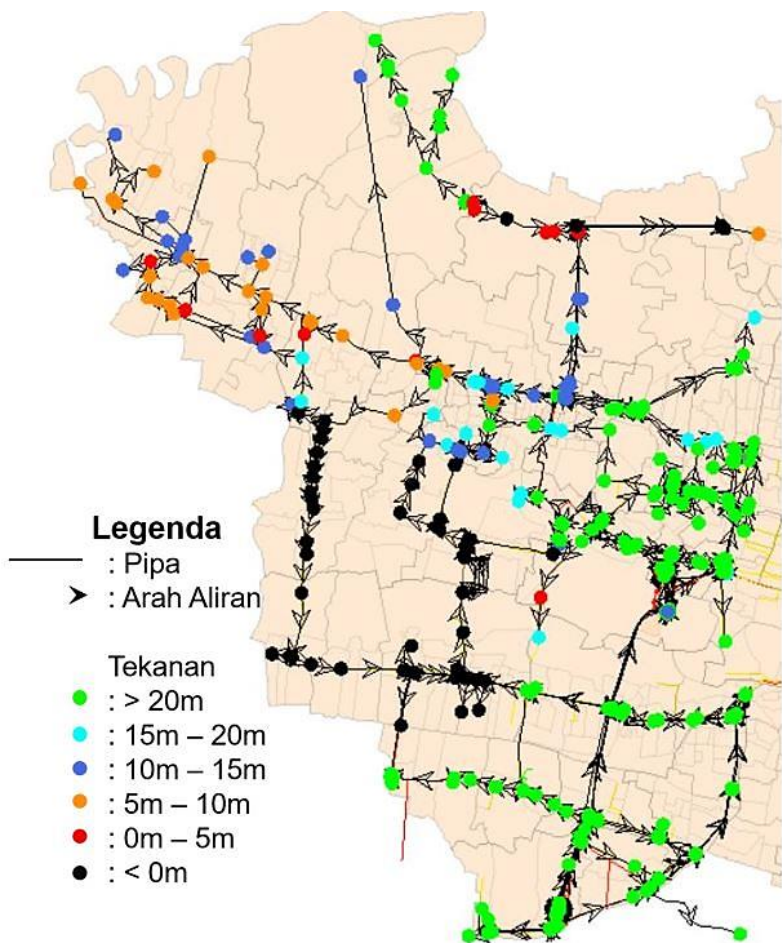 Legenda
: Pipa
: Arah Aliran
Tekanan
: > 20m
: 15m – 20m
: 10m – 15m
: 5m – 10m
: 0m – 5m
: < 0m